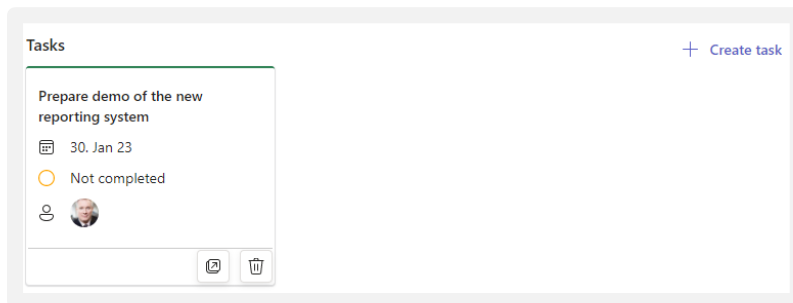 Tasks
Create task
Prepare demo of the new
reporting system
30. Jan 23
Not completed